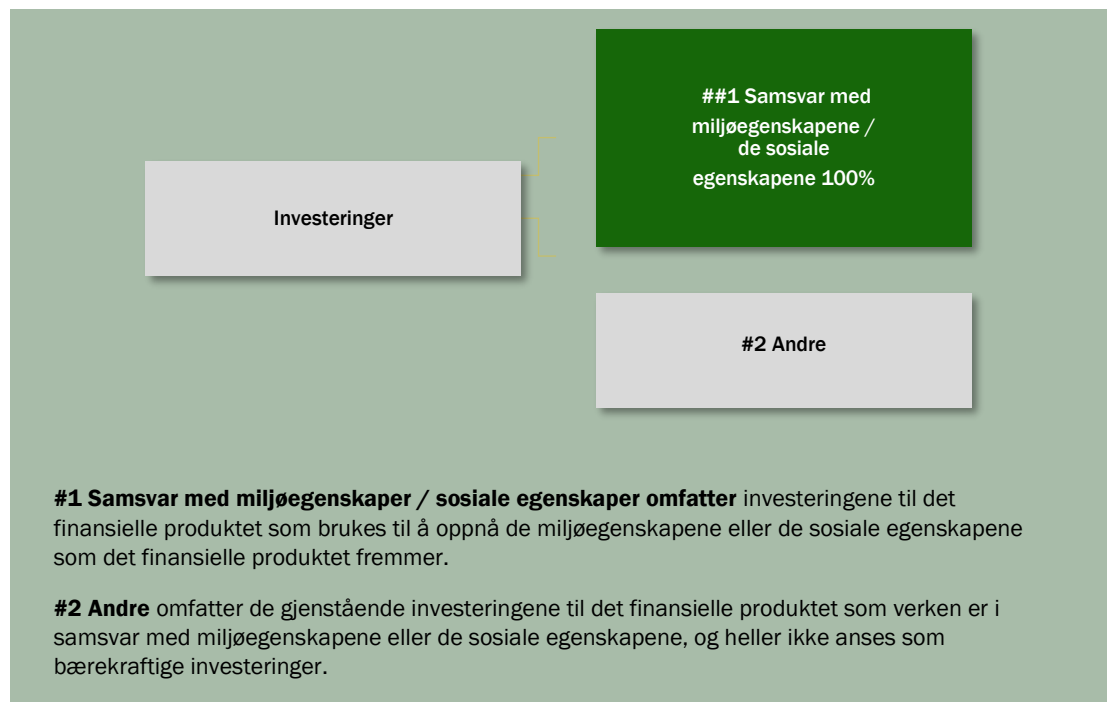 ##1 Samsvar med
miljøegenskapene /
de sosiale
egenskapene 100%
Investeringer
#2 Andre
#1 Samsvar med miljøegenskaper / sosiale egenskaper omfatter investeringene til det
finansielle produktet som brukes til å oppnå de miljøegenskapene eller de sosiale egenskapene
som det finansielle produktet fremmer.
#2 Andre omfatter de gjenstående investeringene til det finansielle produktet som verken er i
samsvar med miljøegenskapene eller de sosiale egenskapene, og heller ikke anses som
bærekraftige investeringer.